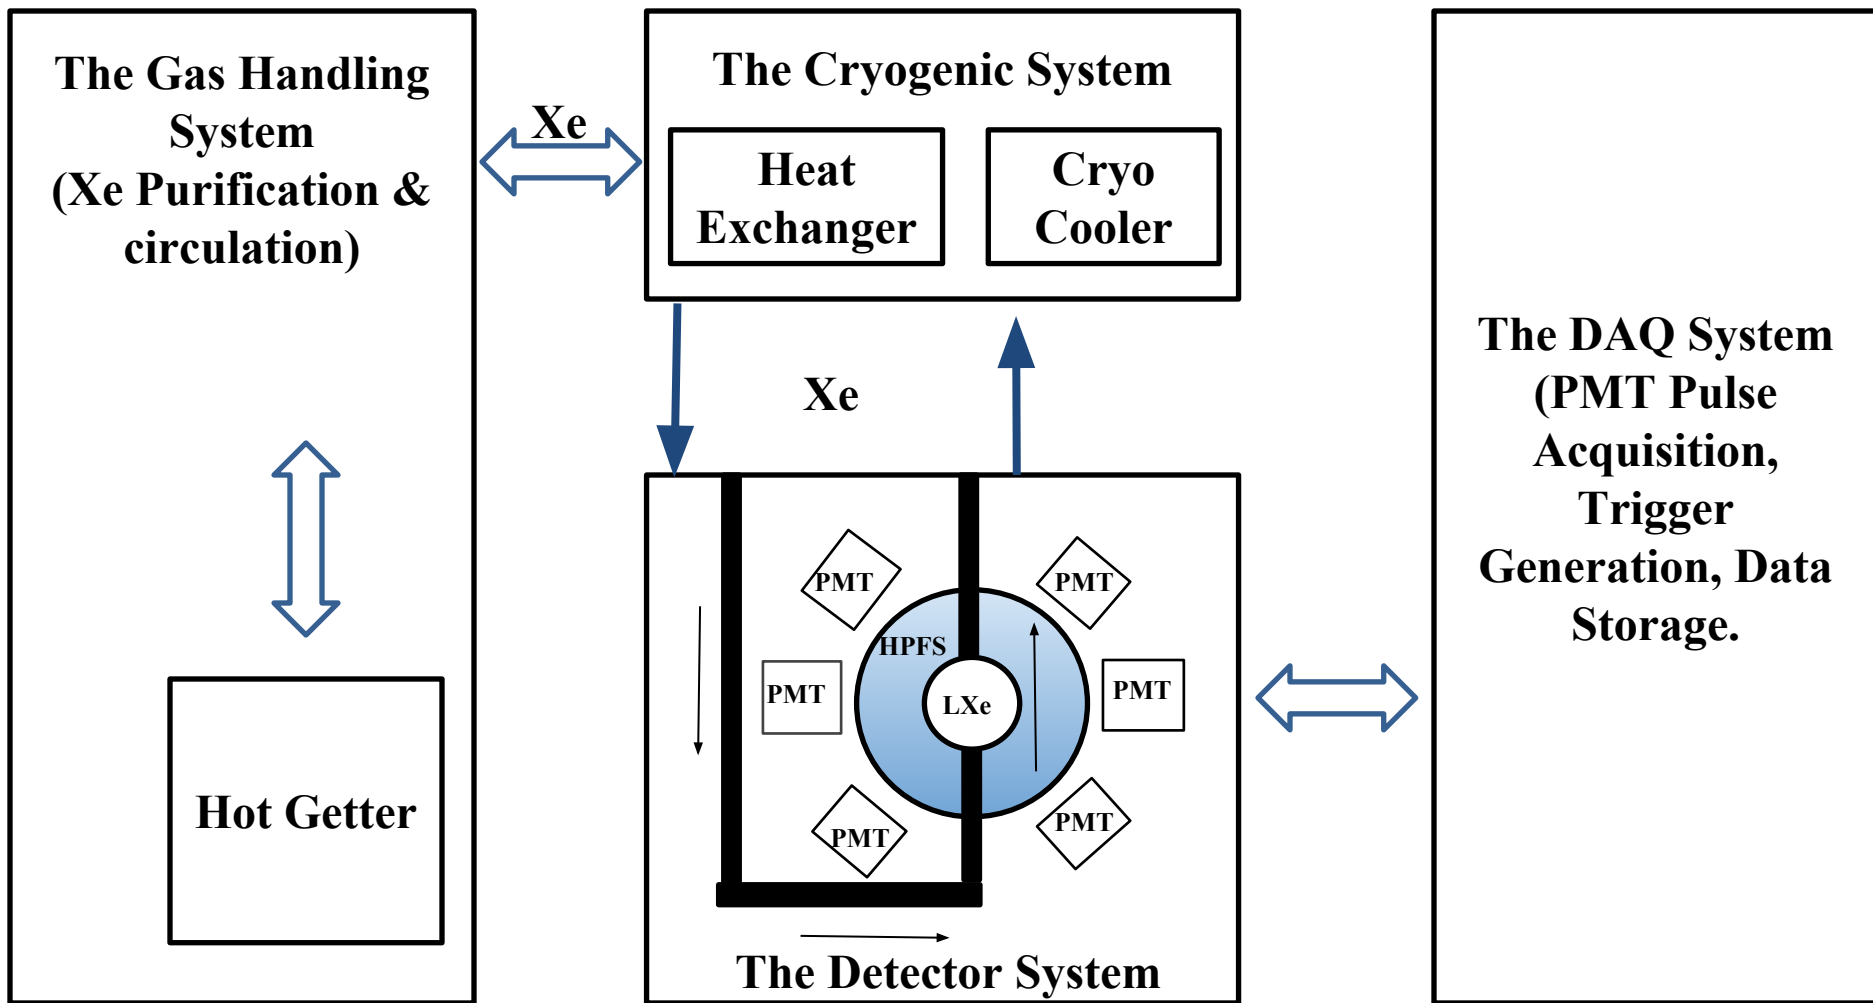 The Gas Handling
System
(Xe Purification &
circulation)
Hot Getter
Xe
The Cryogenic System
Heat
Exchanger
Cryo
Cooler
Xe
PMT
PMT
HPFS
PMT
LXe
PMT
PMT
PMT
The Detector System
The DAQ System
(PMT Pulse
Acquisition,
Trigger
Generation, Data
Storage.